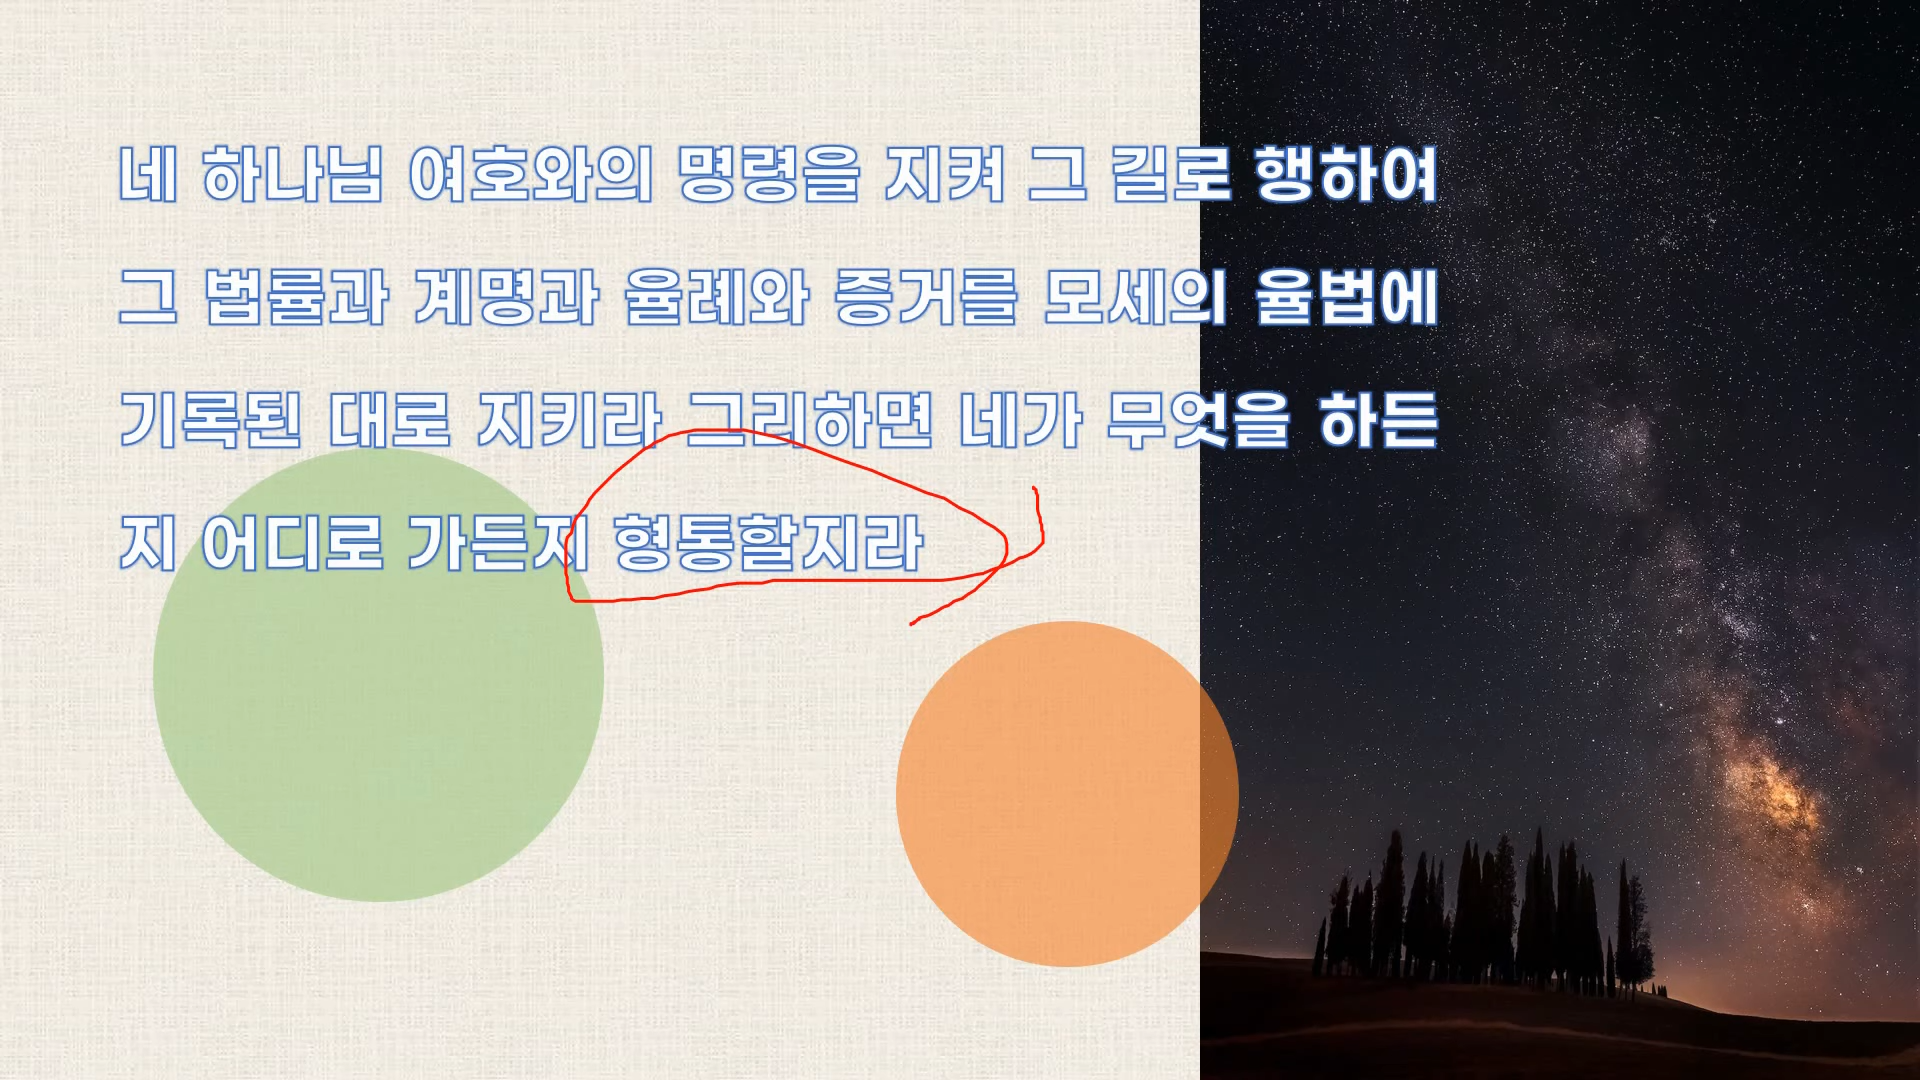 네 하나님 여호와의 명령을 지켜 그 길로 행하여
그 법률과 계명과 율례와 증거를 모세의 율법에
기록된 대로 지키라 그리하면 네가 무엇을 하든
지 어디로 가든지 형통할지라